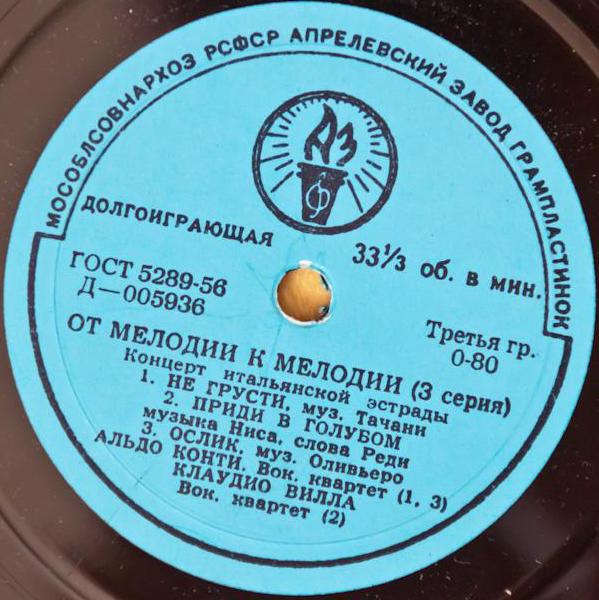 МОСОБЛСОВНАРХОЗ РСФСР АПРЕЛЕВСКИЙ ЗАВОД ГРАМПЛАСТИНОК
АЗ
ДОЛГОИГРАЮЩАЯ
33⅓ об. в мин.
ГОСТ 5289-56
Д—005936
Третья гр.
0-80
ОТ МЕЛОДИИ К МЕЛОДИИ (3 серия)
Концерт итальянской эстрады
1. НЕ ГРУСТИ, муз. Тачани
2. ПРИДИ В ГОЛУБОМ
музыка Ниса, слова Реди
3. ОСЛИК, муз. Оливьеро
АЛЬДО КОНТИ. Вок. квартет (1, 3)
КЛАУДИО ВИЛЛА
Вок. квартет (2)